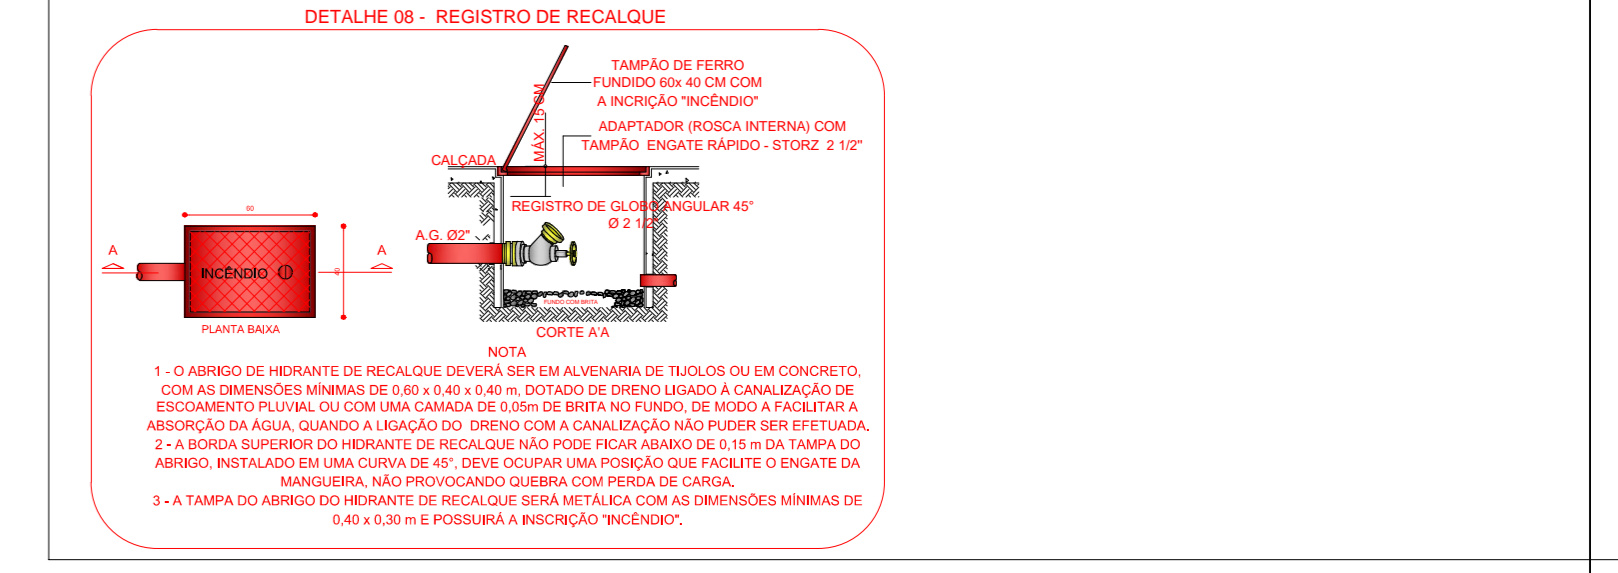 DETALHE 08 - REGISTRO DE RECALQUE
TAMPÃO DE FERRO
FUNDIDO 60x 40 CM COM
A INCRIÇÃO "INCÊNDIO"
MÁX. 15 CM
ADAPTADOR (ROSCA INTERNA) COM
TAMPÃO ENGATE RÁPIDO - STORZ 2 1/2"
CALÇADA
REGISTRO DE GLOBO ANGULAR 45°
Ø 2 1/2"
A.G. Ø2"
60
A
A
INCÊNDIO
40
FUNDO COM BRITA
PLANTA BAIXA
CORTE A'A
NOTA
1 - O ABRIGO DE HIDRANTE DE RECALQUE DEVERÁ SER EM ALVENARIA DE TIJOLOS OU EM CONCRETO,
COM AS DIMENSÕES MÍNIMAS DE 0,60 x 0,40 x 0,40 m, DOTADO DE DRENO LIGADO À CANALIZAÇÃO DE
ESCOAMENTO PLUVIAL OU COM UMA CAMADA DE 0,05m DE BRITA NO FUNDO, DE MODO A FACILITAR A
ABSORÇÃO DA ÁGUA, QUANDO A LIGAÇÃO DO DRENO COM A CANALIZAÇÃO NÃO PUDER SER EFETUADA.
2 - A BORDA SUPERIOR DO HIDRANTE DE RECALQUE NÃO PODE FICAR ABAIXO DE 0,15 m DA TAMPA DO
ABRIGO, INSTALADO EM UMA CURVA DE 45°, DEVE OCUPAR UMA POSIÇÃO QUE FACILITE O ENGATE DA
MANGUEIRA, NÃO PROVOCANDO QUEBRA COM PERDA DE CARGA.
3 - A TAMPA DO ABRIGO DO HIDRANTE DE RECALQUE SERÁ METÁLICA COM AS DIMENSÕES MÍNIMAS DE
0,40 x 0,30 m E POSSUIRÁ A INSCRIÇÃO "INCÊNDIO".